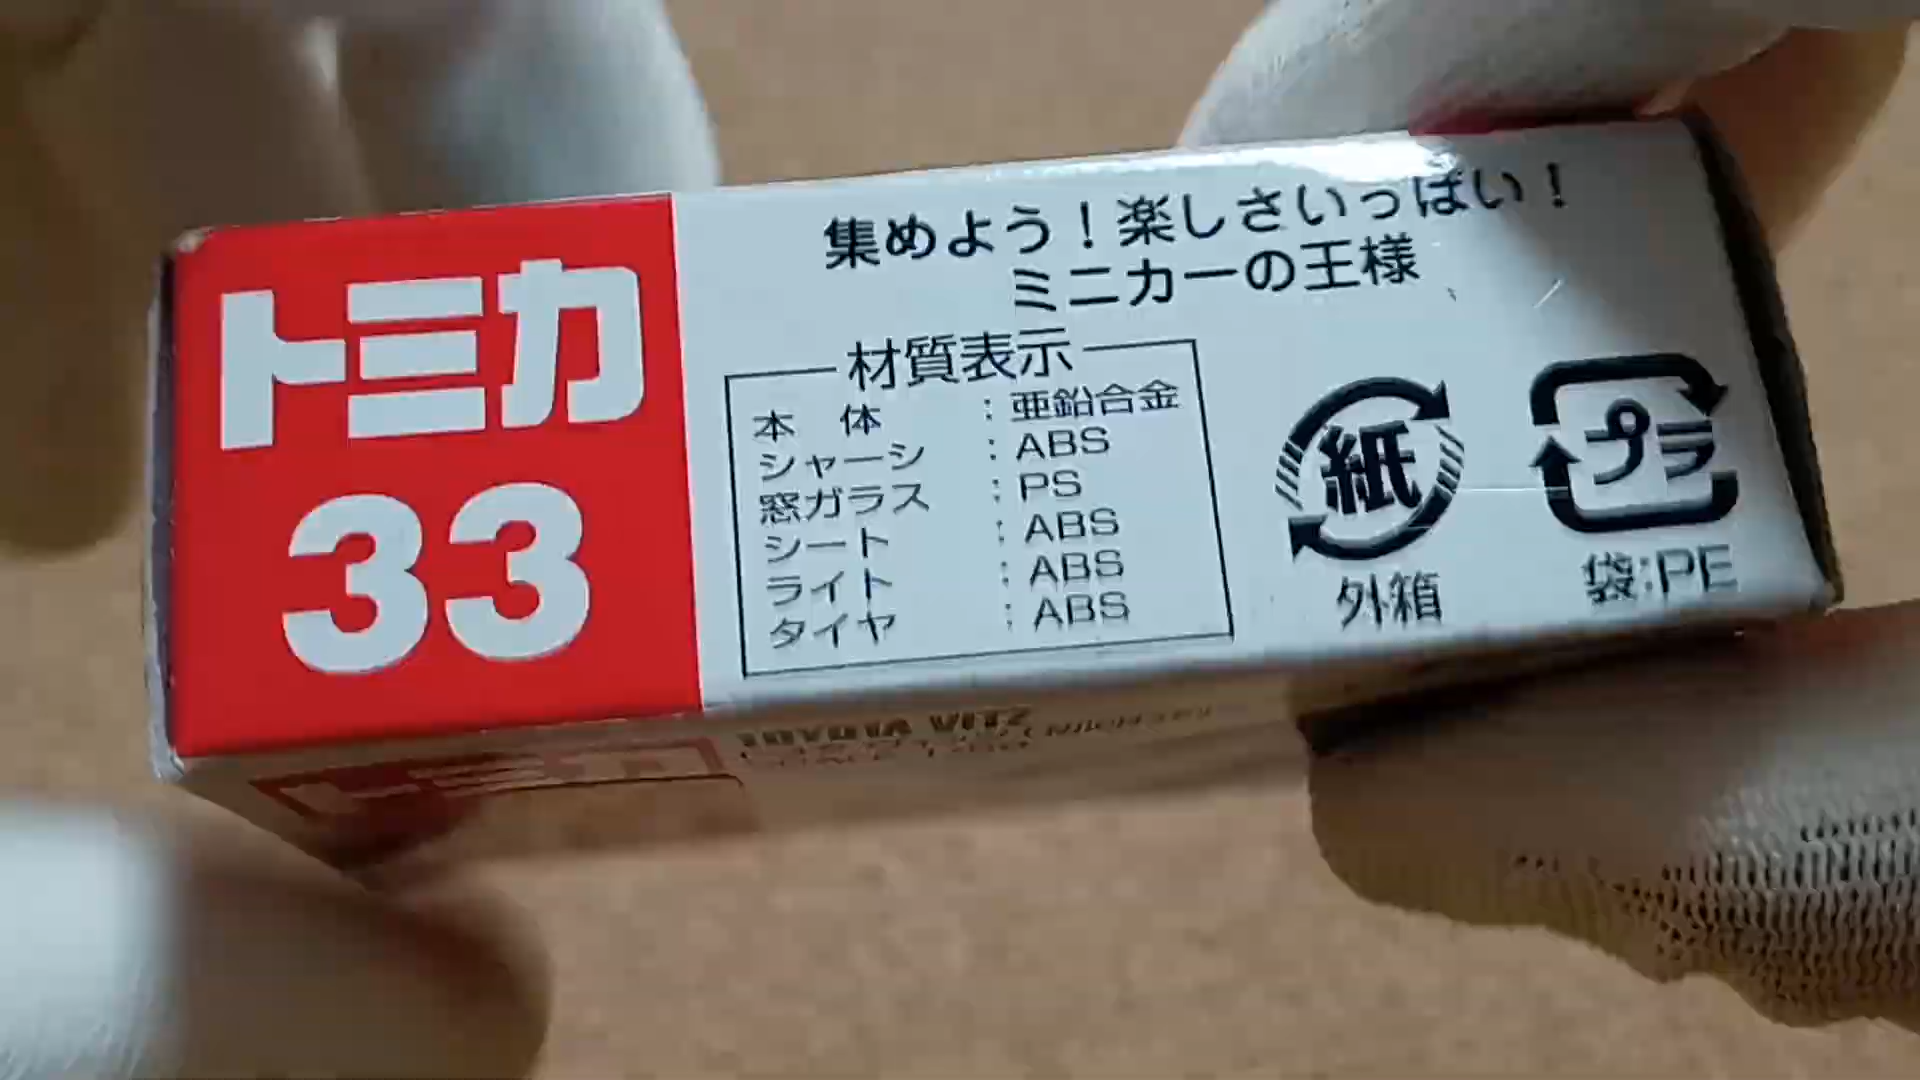 トミカ
33
集めよう!楽しさいっぱい!
ミニカーの王様
材質表示
本 体 : 亜鉛合金
シャーシ : ABS
窓ガラス : PS
シート : ABS
ライト : ABS
タイヤ : ABS
紙
外箱
プラ
袋:PE
トミカ